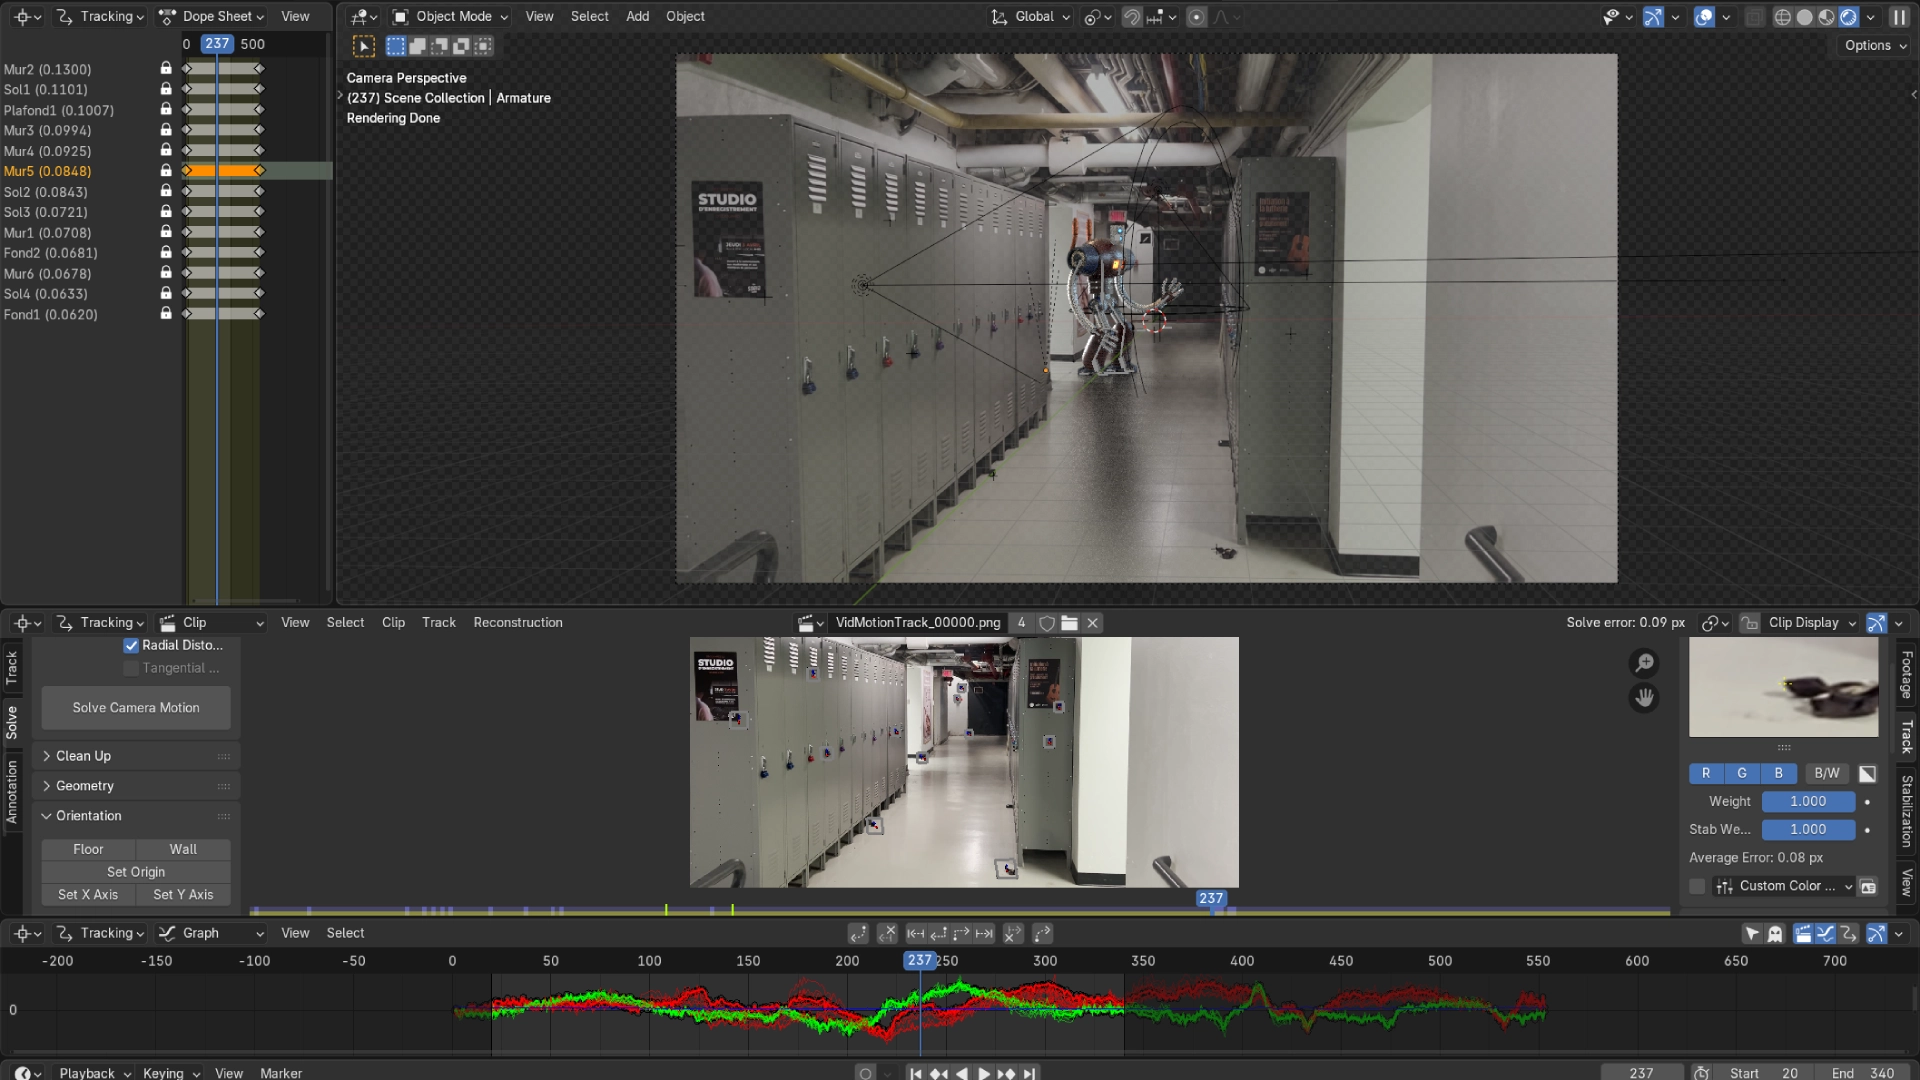 Tracking
Dope Sheet
View
0 237 500
Mur2 (0.1300)
Sol1 (0.1101)
Plafond1 (0.1007)
Mur3 (0.0994)
Mur4 (0.0925)
Mur5 (0.0848)
Sol2 (0.0843)
Sol3 (0.0721)
Mur1 (0.0708)
Fond2 (0.0681)
Mur6 (0.0678)
Sol4 (0.0633)
Fond1 (0.0620)
Object Mode
View
Select
Add
Object
Global
Options
Camera Perspective
(237) Scene Collection | Armature
Rendering Done
STUDIO
D'ENREGISTREMENT
Tracking
Clip
View
Select
Clip
Track
Reconstruction
VidMotionTrack_00000.png
4
Solve error: 0.09 px
Clip Display
Track
Solve
Annotation
Radial Disto...
Tangential ...
Solve Camera Motion
Clean Up
Geometry
Orientation
Floor
Wall
Set Origin
Set X Axis
Set Y Axis
STUDIO
237
R G B B/W
Weight 1.000
Stab We... 1.000
Average Error: 0.08 px
Custom Color ...
Footage
Track
Stabilization
View
Tracking
Graph
View
Select
-200 -150 -100 -50 0 50 100 150 200 237 250 300 350 400 450 500 550 600 650 700
0
Playback
Keying
View
Marker
237
Start 20
End 340